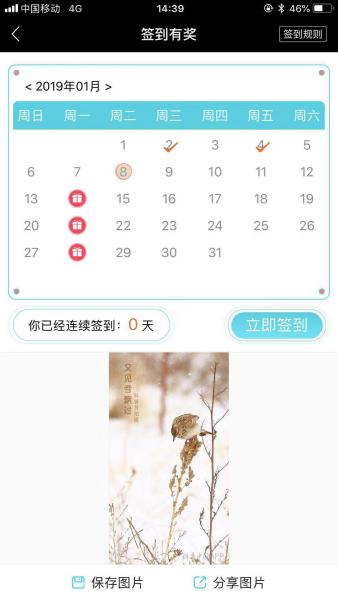 中国移动 4G 14:39 46%
签到有奖 签到规则
< 2019年01月 >
周日 周一 周二 周三 周四 周五 周六
1 2 3 4 5
6 7 8 9 10 11 12
13 15 16 17 18 19
20 22 23 24 25 26
27 29 30 31
你已经连续签到：0 天 立即签到
保存图片 分享图片